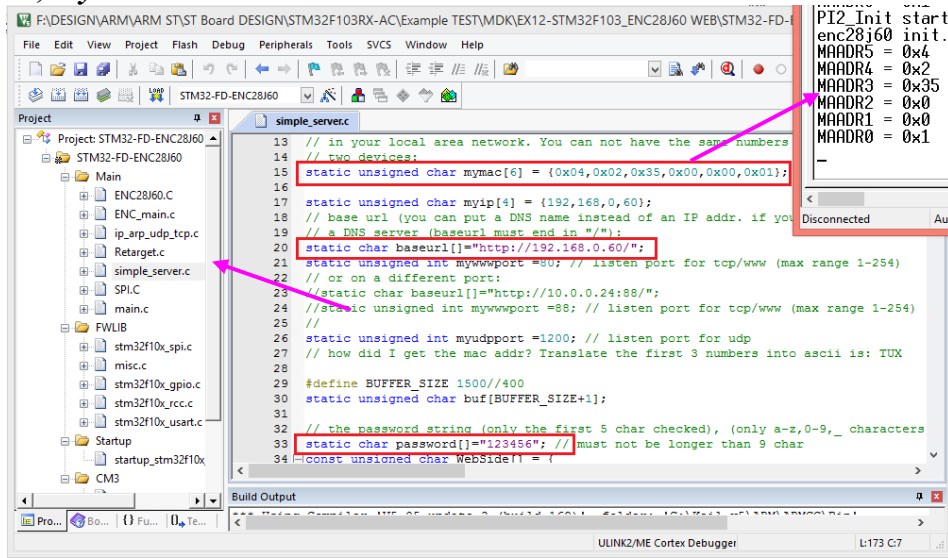 F:\DESIGN\ARM\ARM ST\ST Board DESIGN\STM32F103RX-AC\Example TEST\MDK\EX12-STM32F103_ENC28J60 WEB\STM32-FD-E
File Edit View Project Flash Debug Peripherals Tools SVCS Window Help
STM32-FD-ENC28J60
Project
Project: STM32-FD-ENC28J60
STM32-FD-ENC28J60
Main
ENC28J60.C
ENC_main.c
ip_arp_udp_tcp.c
Retarget.c
simple_server.c
SPI.C
main.c
FWLIB
stm32f10x_spi.c
misc.c
stm32f10x_gpio.c
stm32f10x_rcc.c
stm32f10x_usart.c
Startup
startup_stm32f10x
CM3
Pro... Bo... {} Fu... Te...
simple_server.c
13 // in your local area network. You can not have the same numbers
14 // two devices:
15 static unsigned char mymac[6] = {0x04,0x02,0x35,0x00,0x00,0x01};
16
17 static unsigned char myip[4] = {192,168,0,60};
18 // base url (you can put a DNS name instead of an IP addr. if you
19 // a DNS server (baseurl must end in "/"):
20 static char baseurl[]="http://192.168.0.60/";
21 static unsigned int mywwwport =80; // listen port for tcp/www (max range 1-254)
22 // or on a different port:
23 //static char baseurl[]="http://10.0.0.24:88/";
24 //static unsigned int mywwwport =88; // listen port for tcp/www (max range 1-254)
25 //
26 static unsigned int myudpport =1200; // listen port for udp
27 // how did I get the mac addr? Translate the first 3 numbers into ascii is: TUX
28
29 #define BUFFER_SIZE 1500//400
30 static unsigned char buf[BUFFER_SIZE+1];
31
32 // the password string (only the first 5 char checked), (only a-z,0-9,_ characters
33 static char password[]="123456"; // must not be longer than 9 char
34 const unsigned char WebSide[] = {
PI2_Init start
enc28j60 init.
MAADR5 = 0x4
MAADR4 = 0x2
MAADR3 = 0x35
MAADR2 = 0x0
MAADR1 = 0x0
MAADR0 = 0x1
Disconnected Au
Build Output
ULINK2/ME Cortex Debugger L:173 C:7